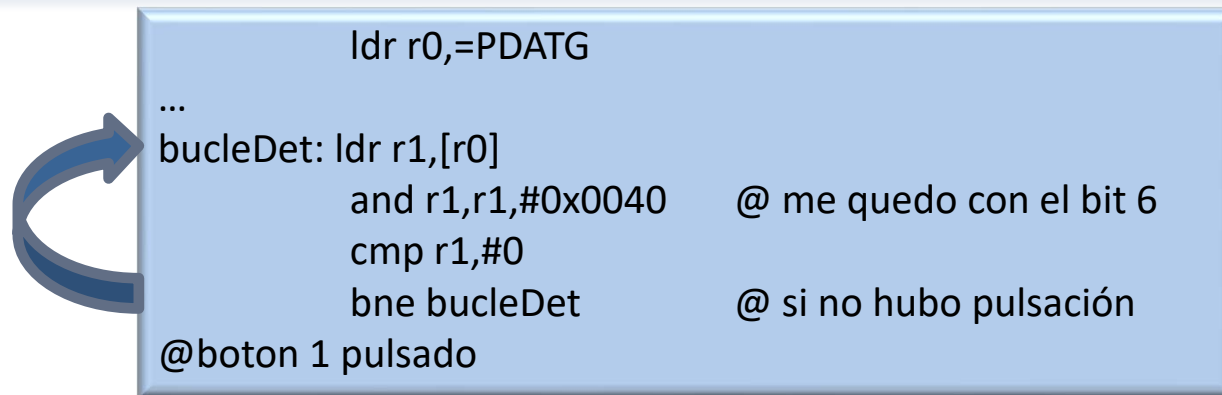 ldr r0,=PDATG
...
bucleDet: ldr r1,[r0]
and r1,r1,#0x0040 @ me quedo con el bit 6
cmp r1,#0
bne bucleDet @ si no hubo pulsación
@boton 1 pulsado